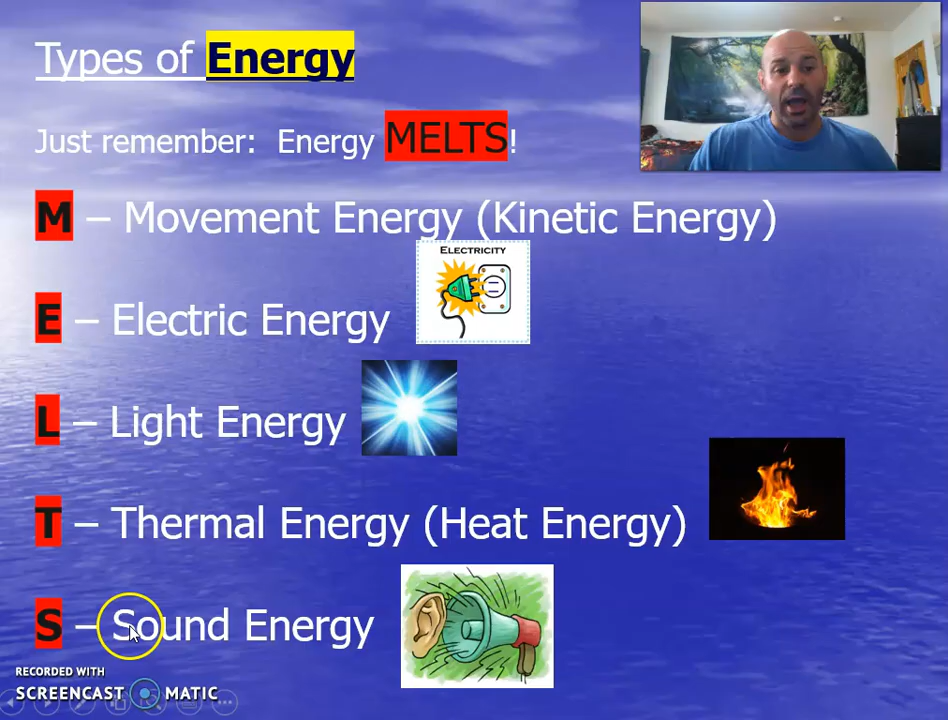 Types of Energy
Just remember: Energy MELTS!
M – Movement Energy (Kinetic Energy)
ELECTRICITY
E – Electric Energy
L – Light Energy
T – Thermal Energy (Heat Energy)
S – Sound Energy
RECORDED WITH
SCREENCAST MATIC